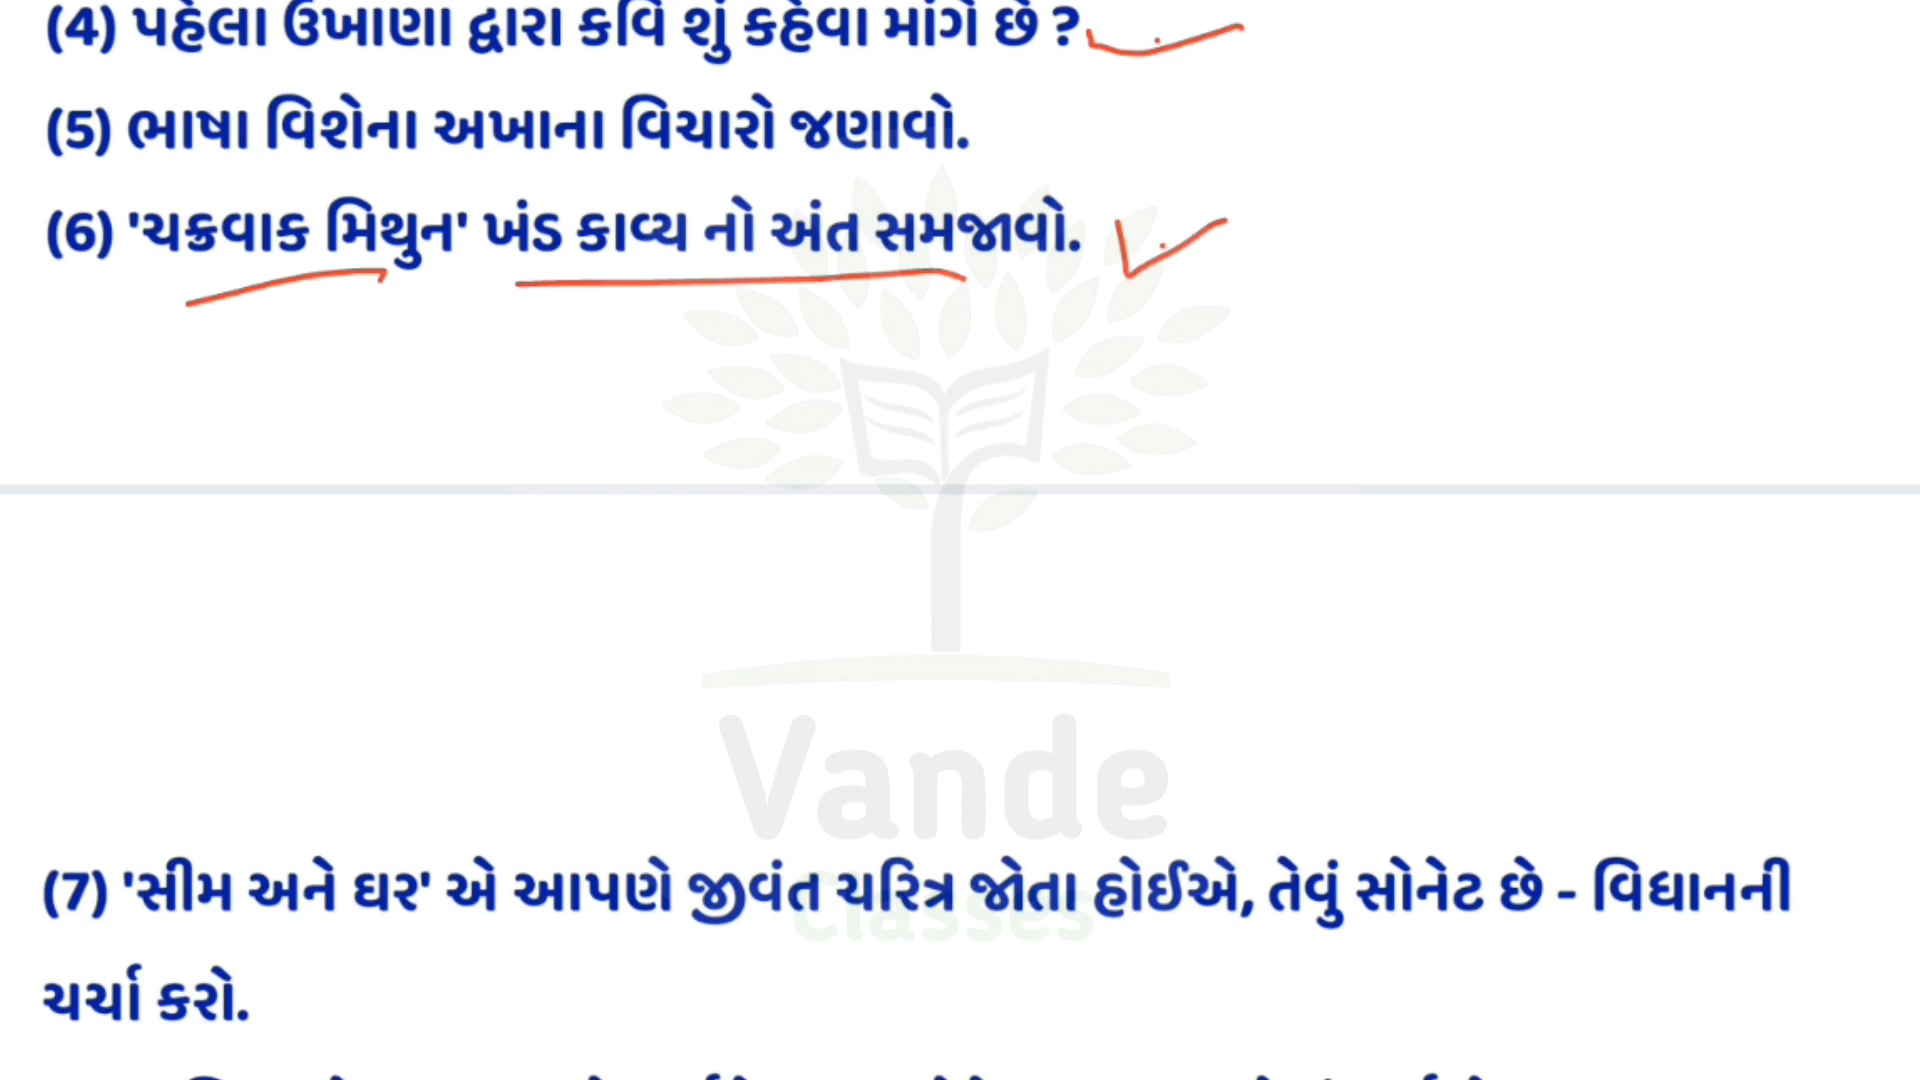 (4) પહેલા ઉખાણા દ્વારા કવિ શું કહેવા માંગે છે ?
(5) ભાષા વિશેના અખાના વિચારો જણાવો.
(6) 'ચક્રવાક મિથુન' ખંડ કાવ્ય નો અંત સમજાવો.
Vande
Classes
(7) 'સીમ અને ઘર' એ આપણે જીવંત ચરિત્ર જોતા હોઈએ, તેવું સોનેટ છે - વિધાનની
ચર્ચા કરો.